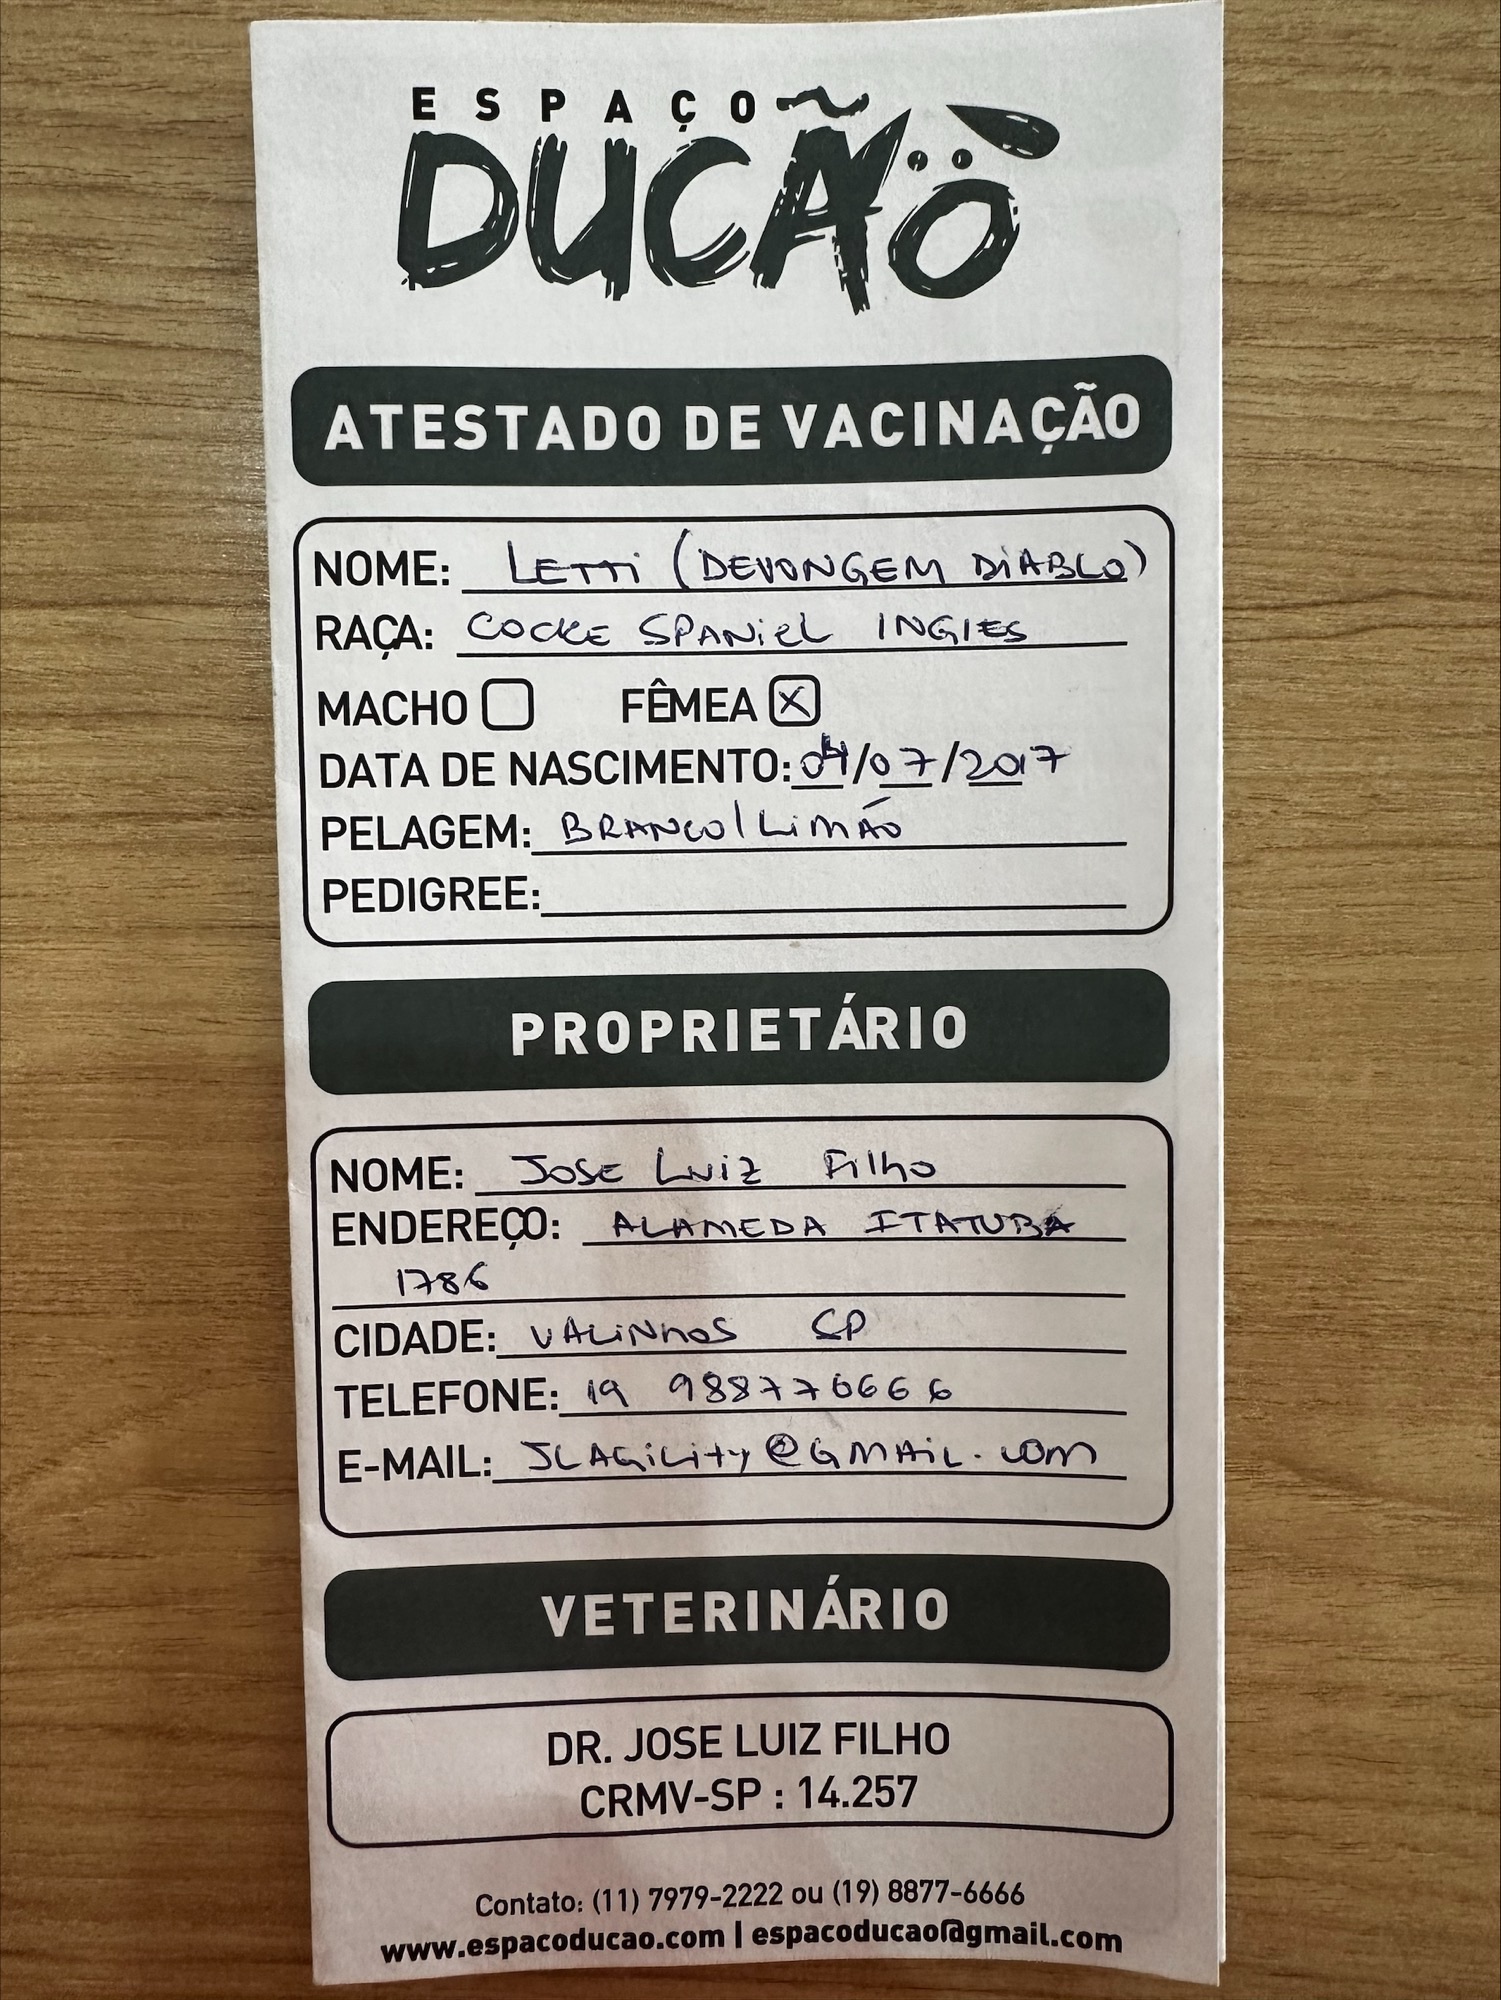 ESPAÇO
DUCÃO
ATESTADO DE VACINAÇÃO
NOME: LETTI (DEVONGEM DIABLO)
RAÇA: COCKE SPANIEL INGIES
MACHO FÊMEA X
DATA DE NASCIMENTO: 04/07/2017
PELAGEM: BRANCO/LIMÃO
PEDIGREE:
PROPRIETÁRIO
NOME: JOSE LUIZ Filho
ENDEREÇO: ALAMEDA ITATUBA
1786
CIDADE: VALINHOS SP
TELEFONE: 19 988776666
E-MAIL: JLAGILITY@GMAIL.COM
VETERINÁRIO
DR. JOSE LUIZ FILHO
CRMV-SP : 14.257
Contato: (11) 7979-2222 ou (19) 8877-6666
www.espacoducao.com | espacoducao@gmail.com